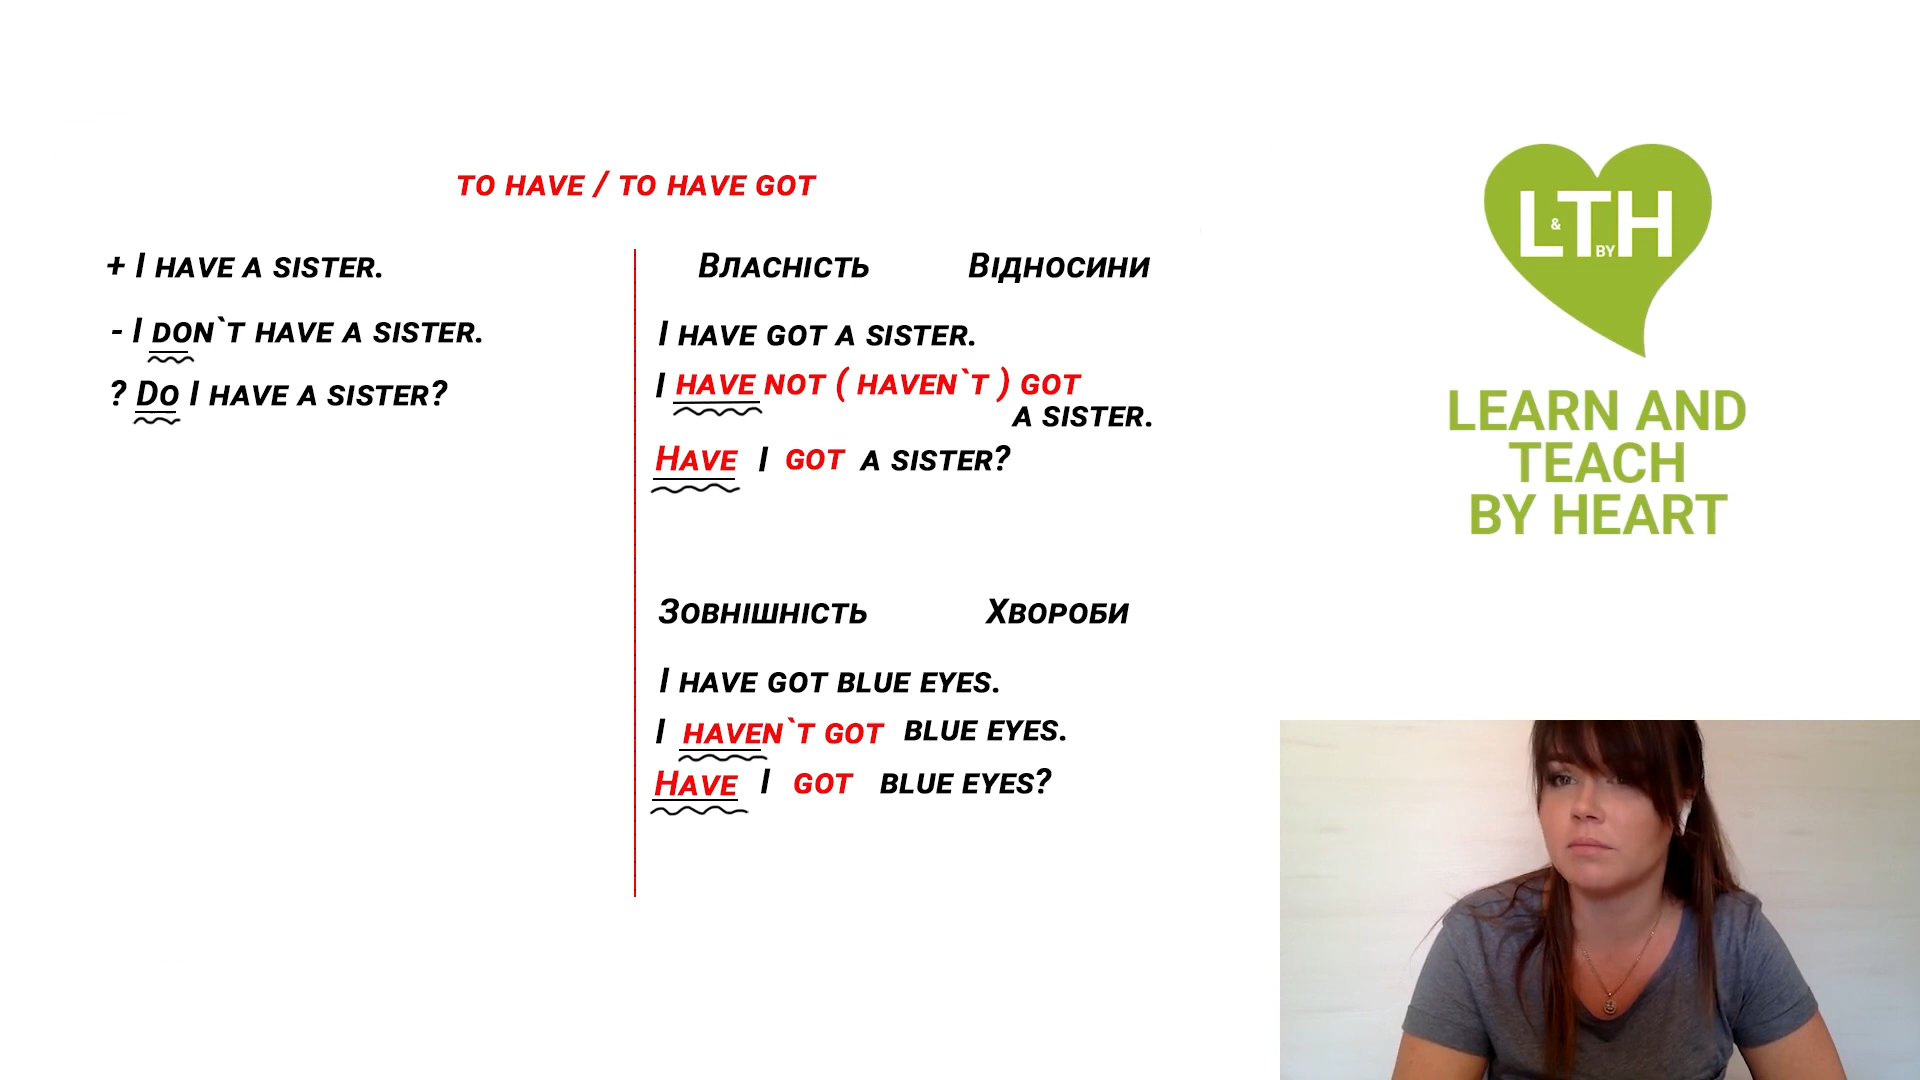 TO HAVE / TO HAVE GOT
+ I HAVE A SISTER.
- I DON`T HAVE A SISTER.
? DO I HAVE A SISTER?
ВЛАСНІСТЬ ВІДНОСИНИ
I HAVE GOT A SISTER.
I HAVE NOT ( HAVEN`T ) GOT
A SISTER.
HAVE I GOT A SISTER?
ЗОВНІШНІСТЬ ХВОРОБИ
I HAVE GOT BLUE EYES.
I HAVEN`T GOT BLUE EYES.
HAVE I GOT BLUE EYES?
L&TBYH
LEARN AND
TEACH
BY HEART